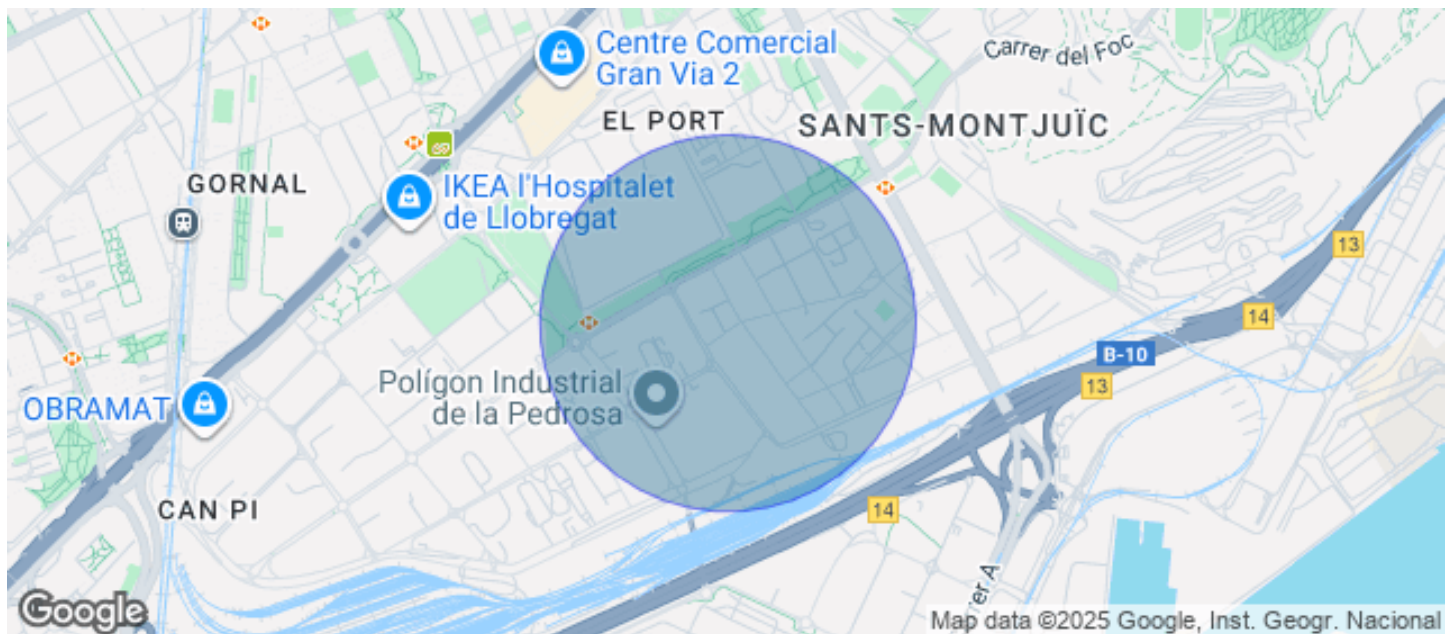 Centre Comercial
Gran Via 2
Carrer del Foc
EL PORT
SANTS-MONTJUÏC
GORNAL
IKEA l'Hospitalet
de Llobregat
13
14
B-10
13
Polígon Industrial
de la Pedrosa
OBRAMAT
CAN PI
14
er A
Google
Map data ©2025 Google, Inst. Geogr. Nacional